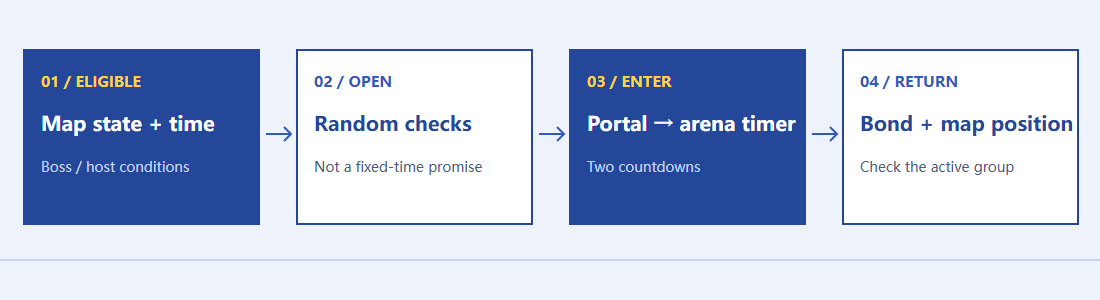 01 / ELIGIBLE
Map state + time
Boss / host conditions
02 / OPEN
Random checks
Not a fixed-time promise
03 / ENTER
Portal → arena timer
Two countdowns
04 / RETURN
Bond + map position
Check the active group